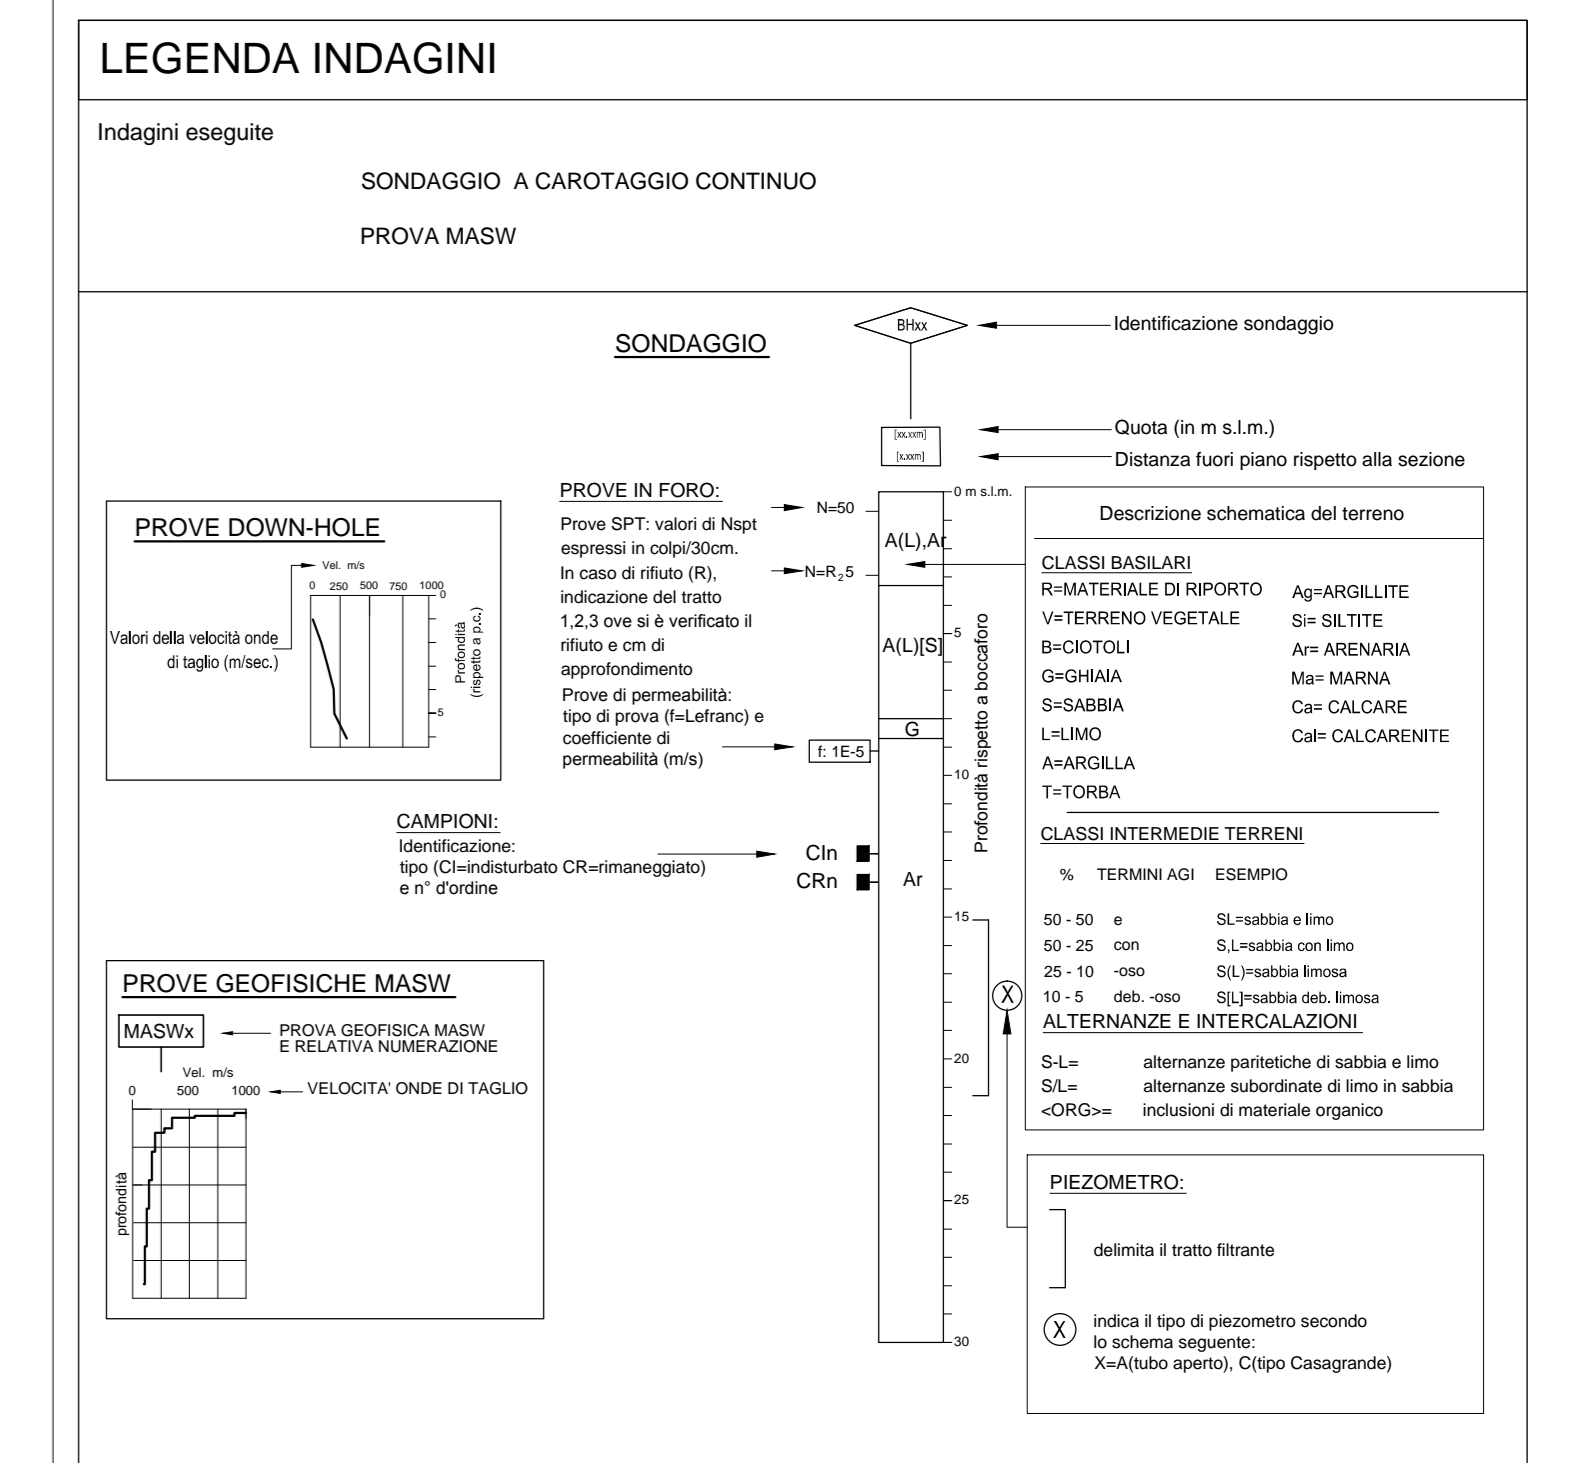 LEGENDA INDAGINI
Indagini eseguite
SONDAGGIO A CAROTAGGIO CONTINUO
PROVA MASW
SONDAGGIO
BHxx
Identificazione sondaggio
[xx.xxm]
[x.xxm]
Quota (in m s.l.m.)
Distanza fuori piano rispetto alla sezione
PROVE DOWN-HOLE
Vel. m/s
0 250 500 750 1000
0
5
Profondità
(rispetto a p.c.)
Valori della velocità onde
di taglio (m/sec.)
PROVE IN FORO:
Prove SPT: valori di Nspt
espressi in colpi/30cm.
In caso di rifiuto (R),
indicazione del tratto
1,2,3 ove si è verificato il
rifiuto e cm di
approfondimento
Prove di permeabilità:
tipo di prova (f=Lefranc) e
coefficiente di
permeabilità (m/s)
N=50
N=R₂5
f: 1E-5
CAMPIONI:
Identificazione:
tipo (CI=indisturbato CR=rimaneggiato)
e n° d'ordine
CIn
CRn
A(L),Ar
A(L)[S]
G
Ar
0 m s.l.m.
5
10
15
20
25
30
Profondità rispetto a boccaforo
X
PROVE GEOFISICHE MASW
MASWx
PROVA GEOFISICA MASW
E RELATIVA NUMERAZIONE
Vel. m/s
0 500 1000
VELOCITA' ONDE DI TAGLIO
profondità
Descrizione schematica del terreno
CLASSI BASILARI
R=MATERIALE DI RIPORTO
V=TERRENO VEGETALE
B=CIOTOLI
G=GHIAIA
S=SABBIA
L=LIMO
A=ARGILLA
T=TORBA
Ag=ARGILLITE
Si= SILTITE
Ar= ARENARIA
Ma= MARNA
Ca= CALCARE
Cal= CALCARENITE
CLASSI INTERMEDIE TERRENI
% TERMINI AGI ESEMPIO
50 - 50 e SL=sabbia e limo
50 - 25 con S,L=sabbia con limo
25 - 10 -oso S(L)=sabbia limosa
10 - 5 deb. -oso S[L]=sabbia deb. limosa
ALTERNANZE E INTERCALAZIONI
S-L= alternanze paritetiche di sabbia e limo
S/L= alternanze subordinate di limo in sabbia
<ORG>= inclusioni di materiale organico
PIEZOMETRO:
delimita il tratto filtrante
X
indica il tipo di piezometro secondo
lo schema seguente:
X=A(tubo aperto), C(tipo Casagrande)